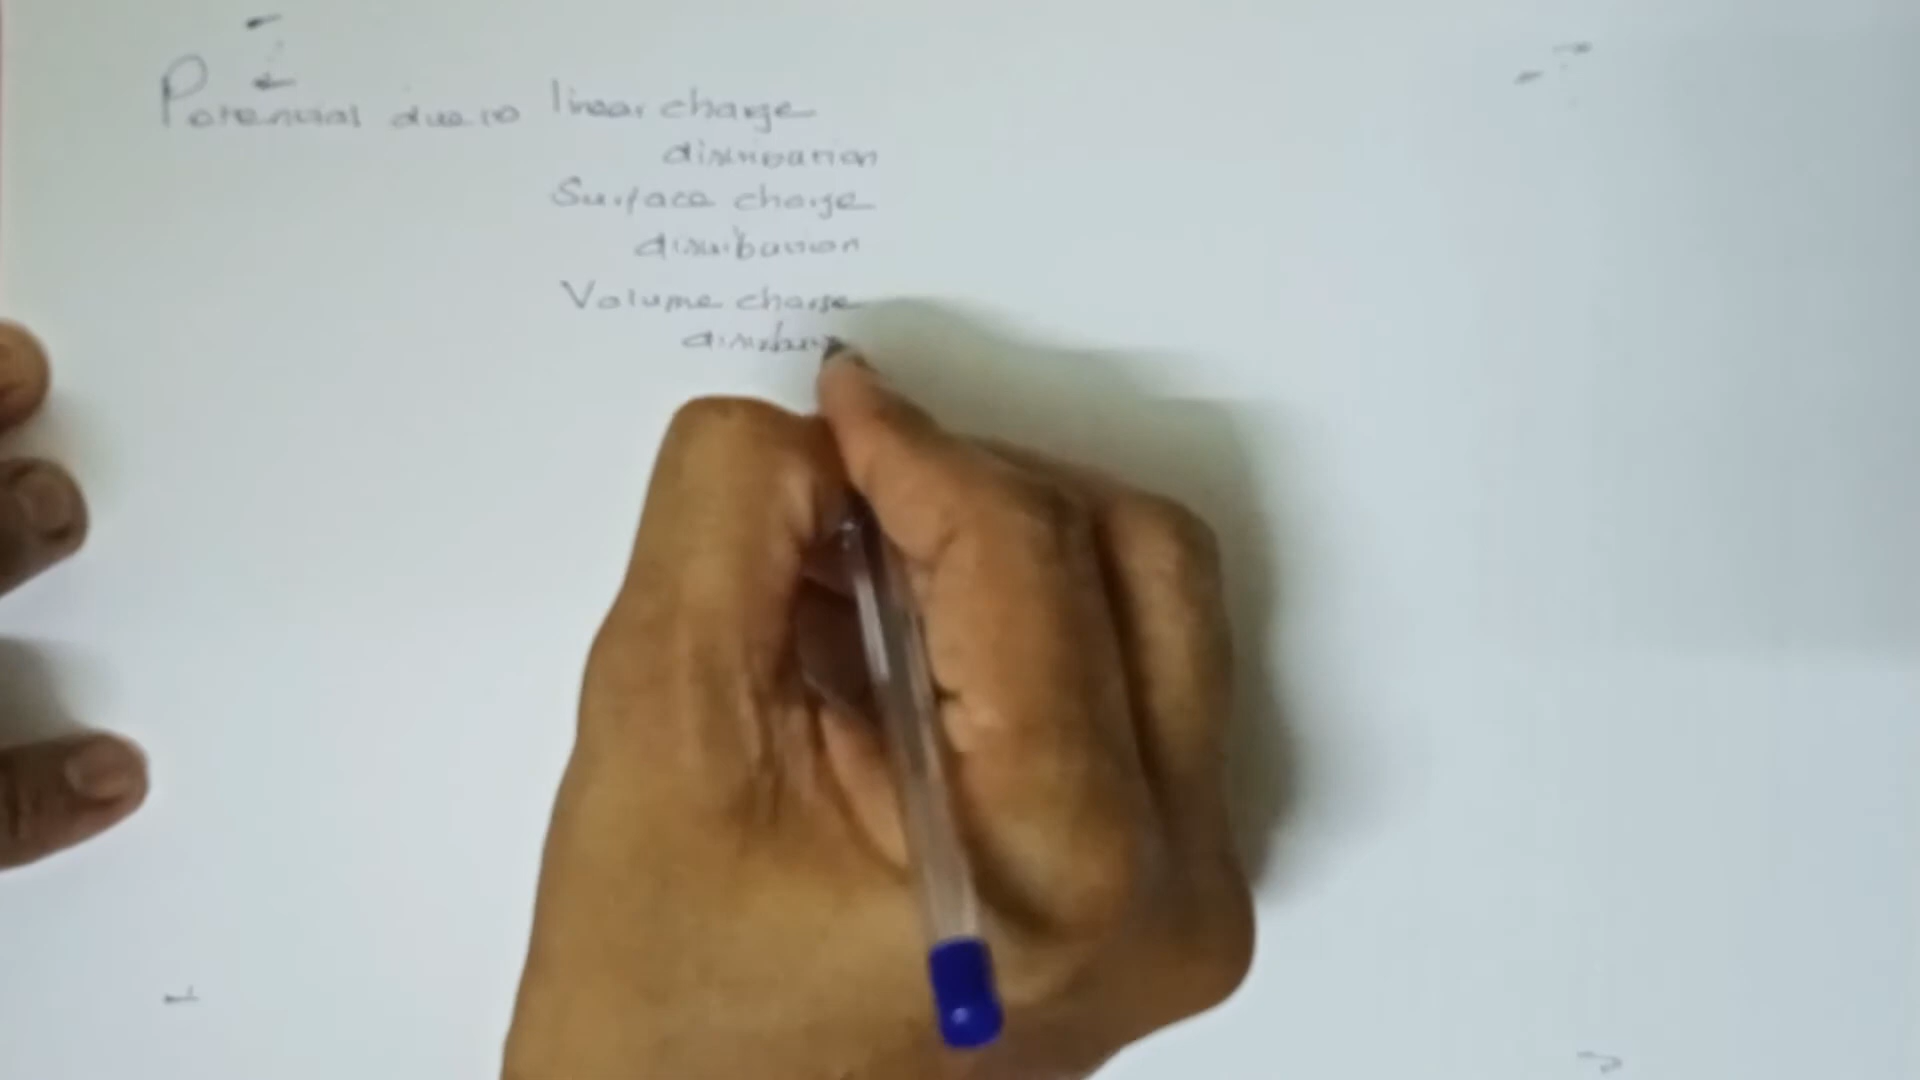 Potential due to linear charge
distribution
Surface charge
distribution
Volume charge